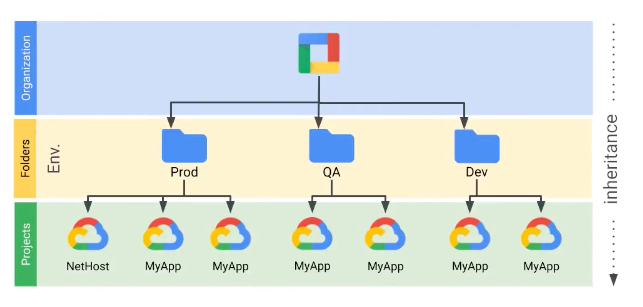 Organization
Folders
Env.
Prod
QA
Dev
Projects
NetHost
MyApp
MyApp
MyApp
MyApp
MyApp
MyApp
inheritance